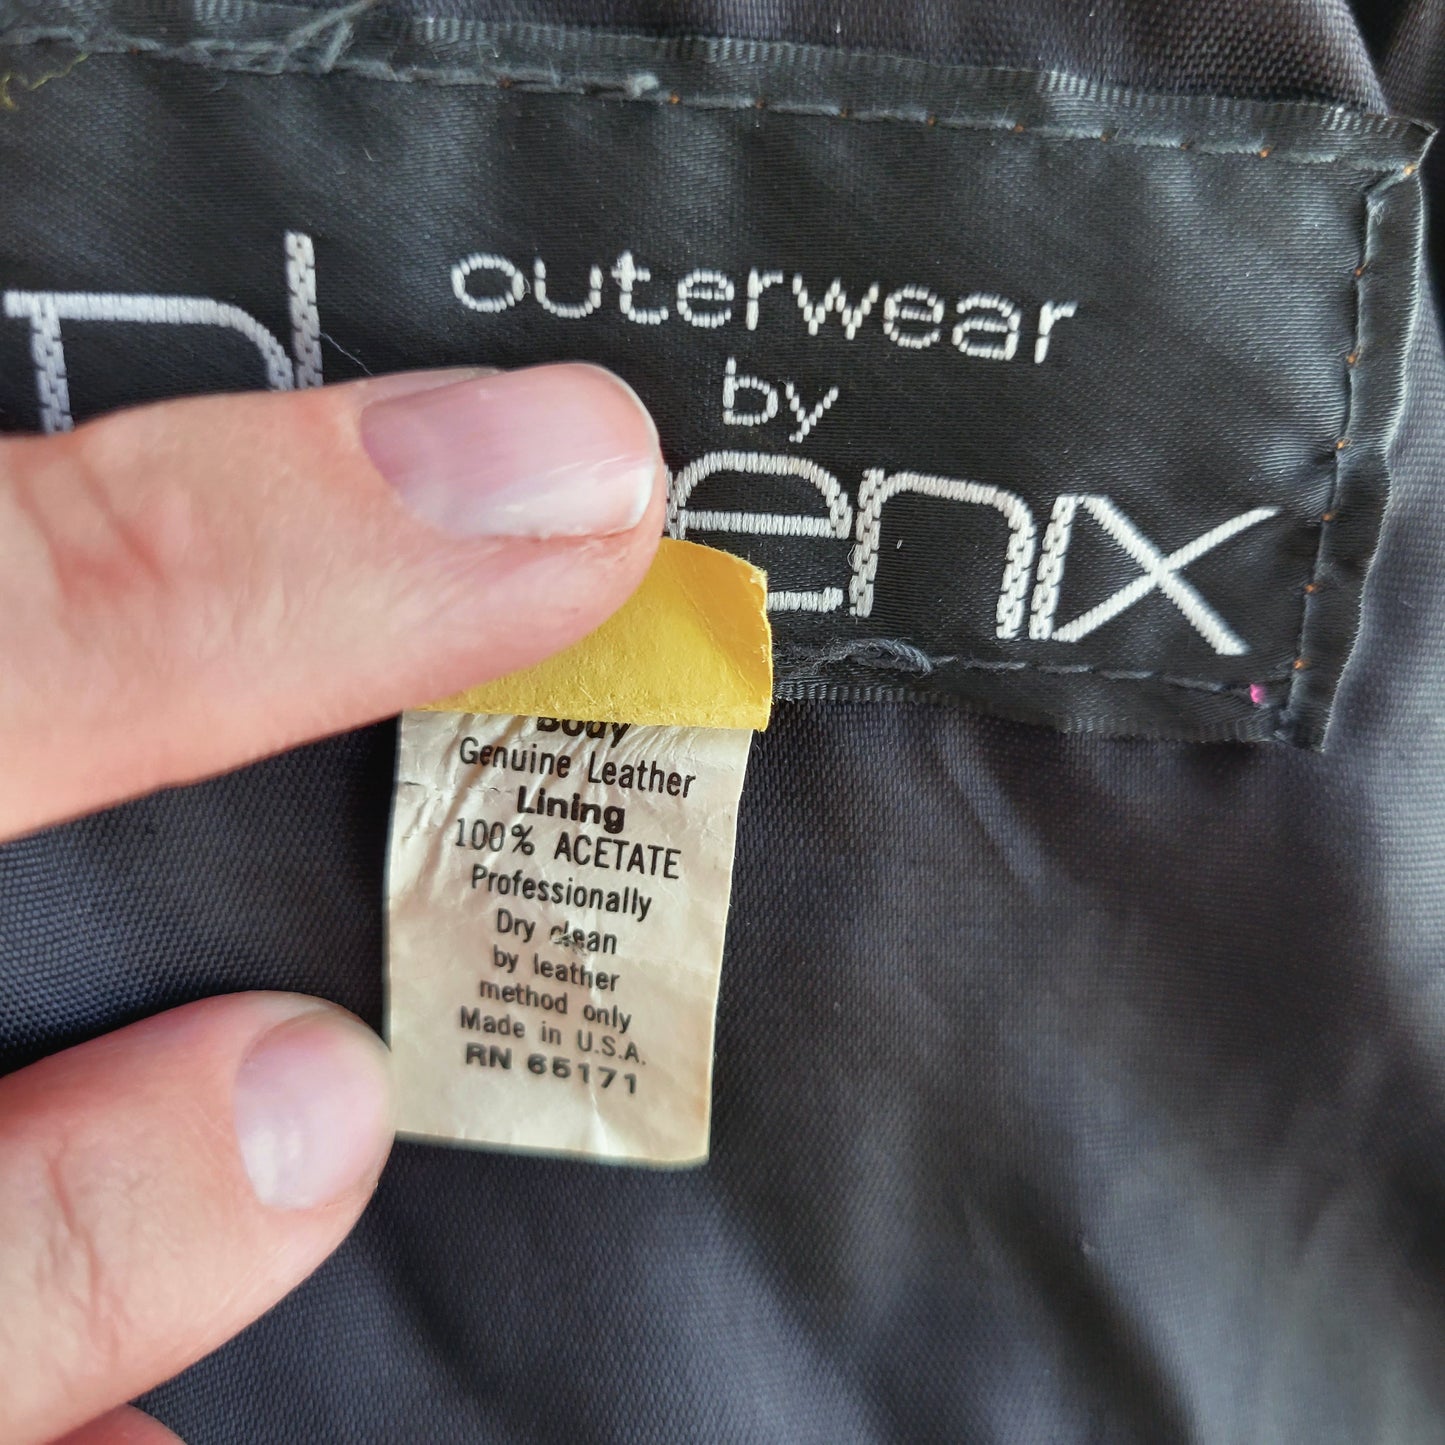 outerwear
by
enix
Body
Genuine Leather
Lining
100% ACETATE
Professionally
Dry clean
by leather
method only
Made in U.S.A.
RN 65171